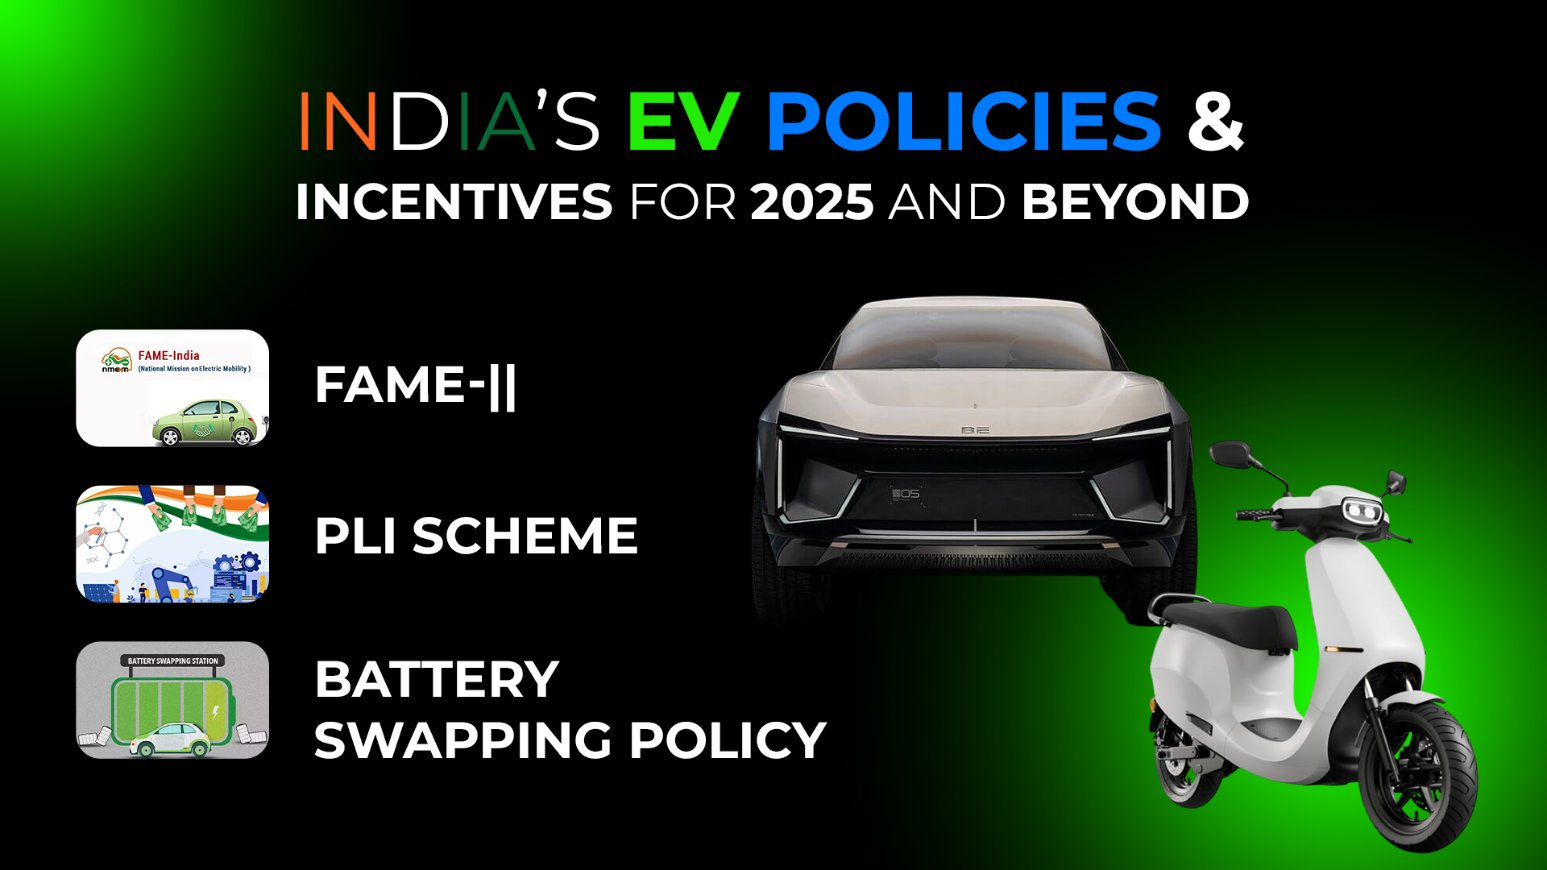 INDIA'S EV POLICIES &
INCENTIVES FOR 2025 AND BEYOND
FAME-India
(National Mission on Electric Mobility)
nmem
FAME-||
PLI SCHEME
BATTERY SWAPPING STATION
BATTERY
SWAPPING POLICY
BE
05